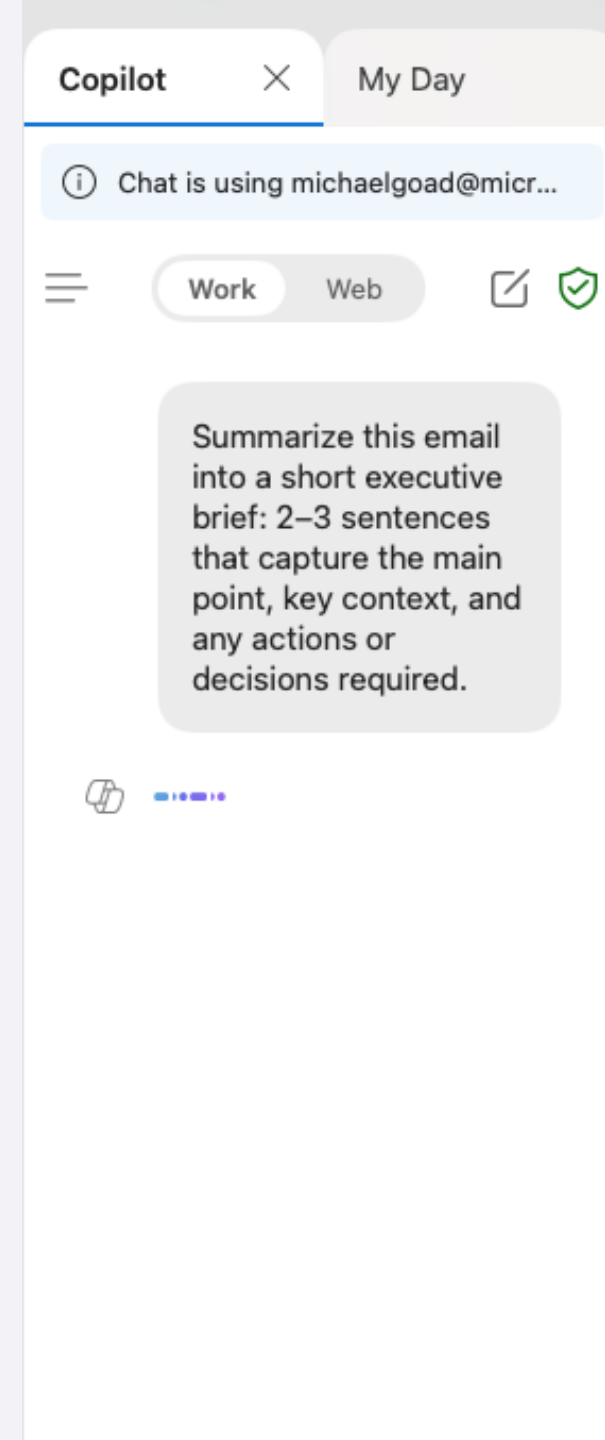 Copilot
My Day
Chat is using michaelgoad@micr...
Work
Web
Summarize this email
into a short executive
brief: 2–3 sentences
that capture the main
point, key context, and
any actions or
decisions required.